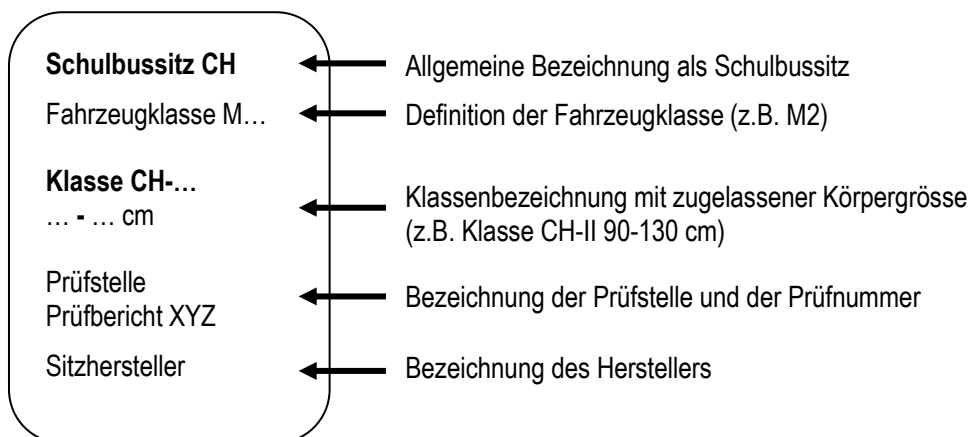 Schulbussitz CH
Allgemeine Bezeichnung als Schulbussitz
Fahrzeugklasse M…
Definition der Fahrzeugklasse (z.B. M2)
Klasse CH-…
… - … cm
Klassenbezeichnung mit zugelassener Körpergrösse
(z.B. Klasse CH-II 90-130 cm)
Prüfstelle
Prüfbericht XYZ
Bezeichnung der Prüfstelle und der Prüfnummer
Sitzhersteller
Bezeichnung des Herstellers